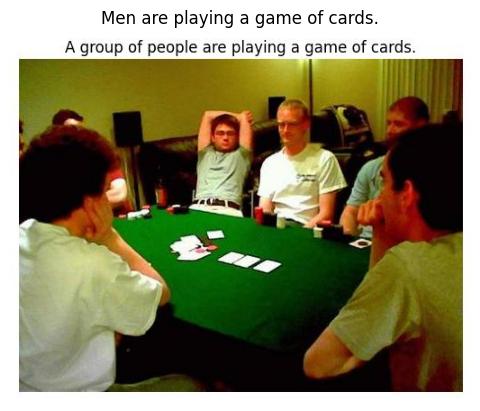 Men are playing a game of cards.
A group of people are playing a game of cards.